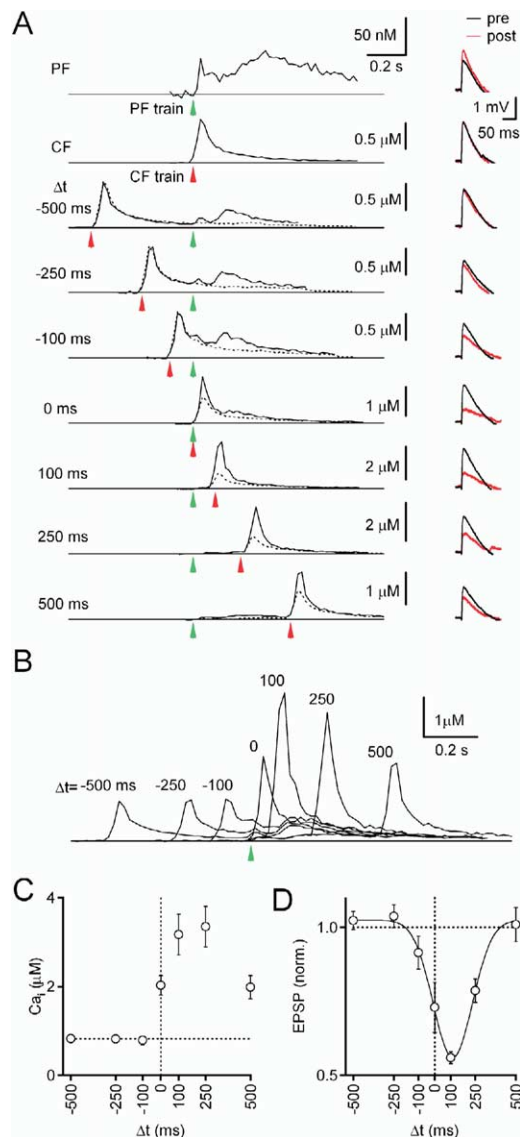 A
50 nM
0.2 s
pre
post
1 mV
50 ms
PF
PF train
CF
0.5 µM
CF train
Δt
-500 ms
0.5 µM
-250 ms
0.5 µM
-100 ms
0.5 µM
0 ms
1 µM
100 ms
2 µM
250 ms
2 µM
500 ms
1 µM
B
100
250
1µM
0.2 s
0
500
Δt= -500 ms -250 -100
C
D
4
2
0
Ca i (µM)
-500
-250
-100
0
100
250
500
Δt (ms)
1.0
0.5
EPSP (norm.)
-500
-250
-100
0
100
250
500
Δt (ms)